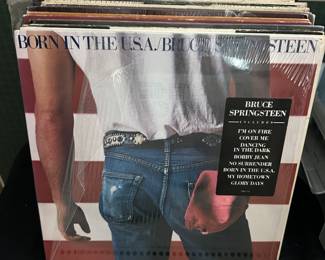 BORN IN THE U.S.A./BRUCE SPRINGSTEEN
BRUCE
SPRINGSTEEN
INCLUDES
I'M ON FIRE
COVER ME
DANCING
IN THE DARK
BOBBY JEAN
NO SURRENDER
BORN IN THE U.S.A.
MY HOMETOWN
GLORY DAYS